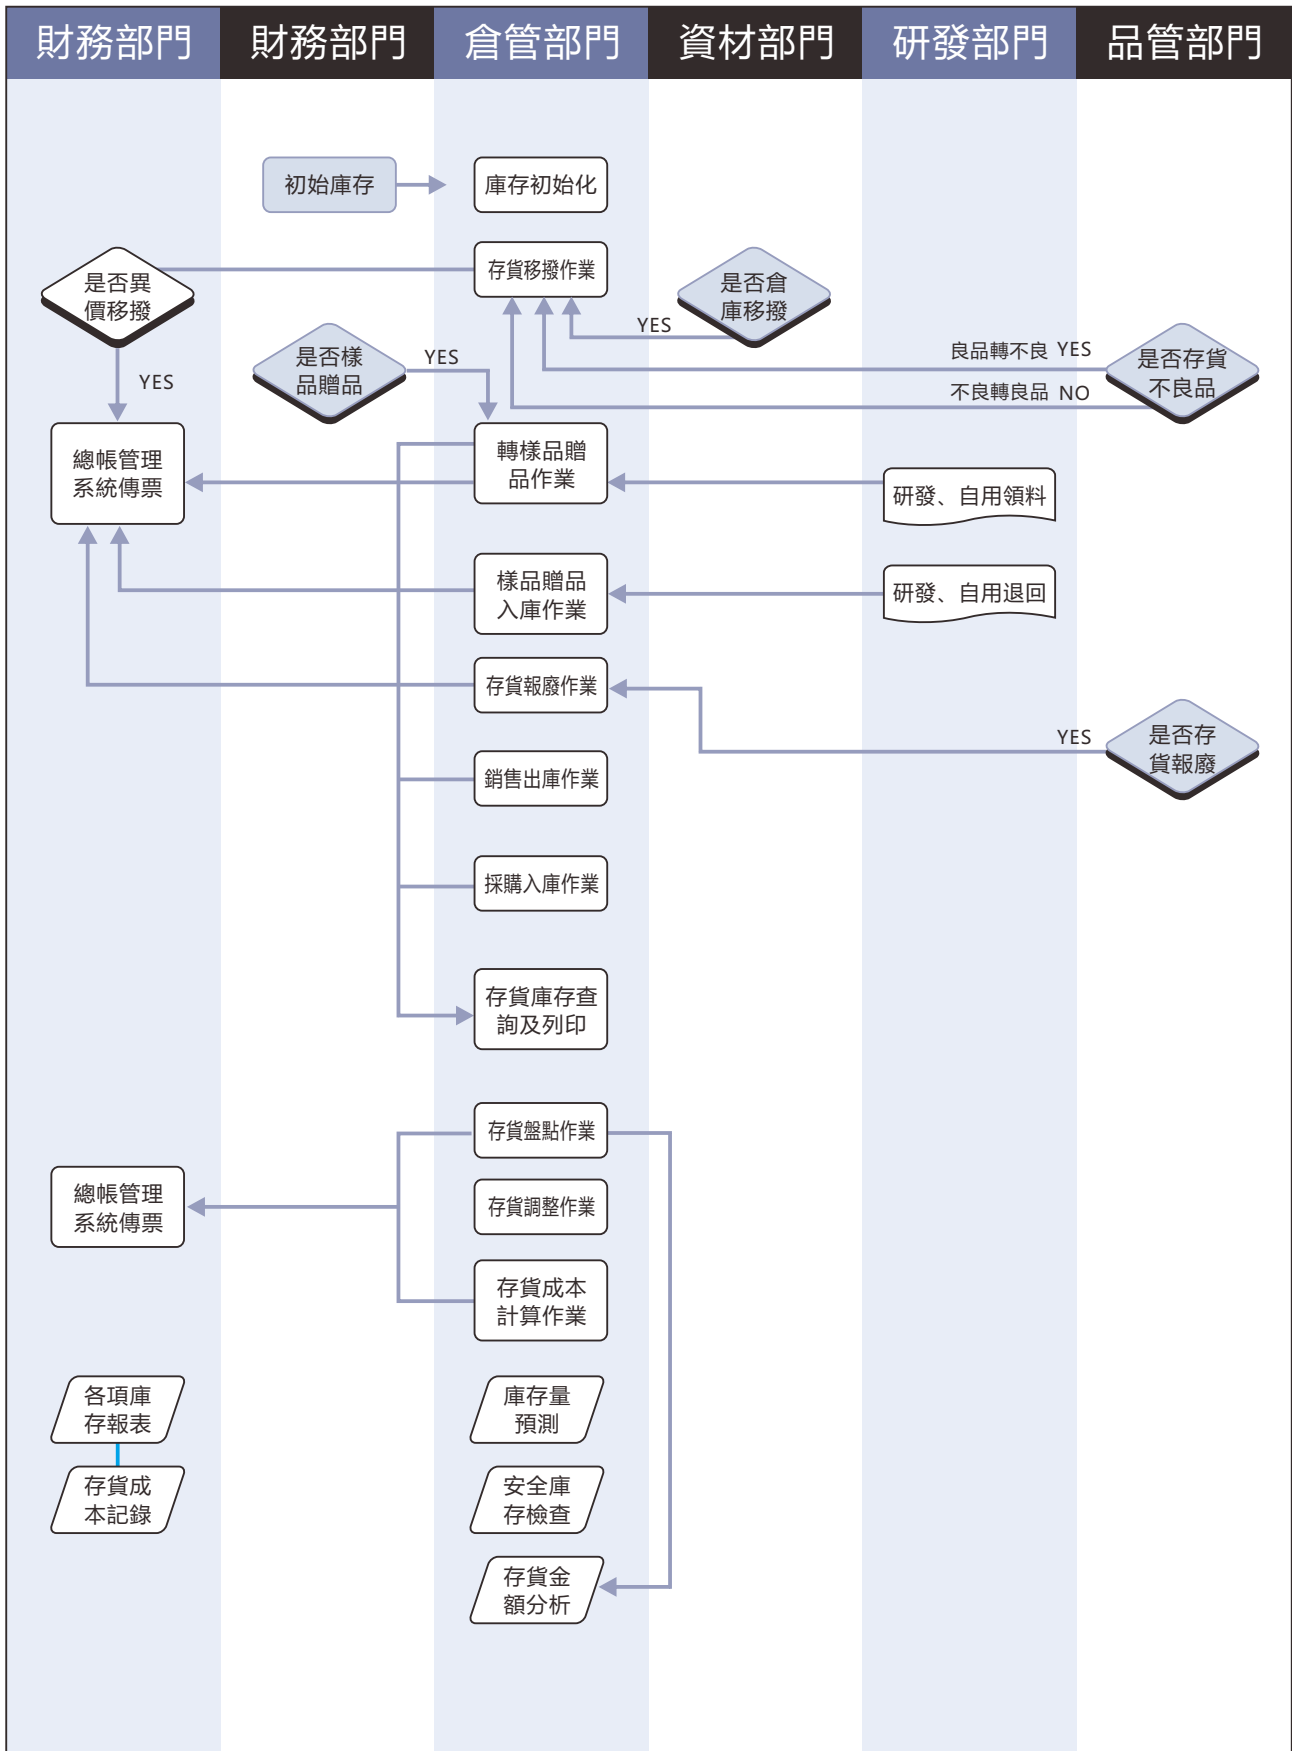 財務部門
財務部門
倉管部門
資材部門
研發部門
品管部門
初始庫存
庫存初始化
存貨移撥作業
是否異
價移撥
是否倉
庫移撥
YES
是否樣
品贈品
YES
良品轉不良 YES
不良轉良品 NO
是否存貨
不良品
YES
總帳管理
系統傳票
轉樣品贈
品作業
研發、自用領料
樣品贈品
入庫作業
研發、自用退回
存貨報廢作業
YES
是否存
貨報廢
銷售出庫作業
採購入庫作業
存貨庫存查
詢及列印
存貨盤點作業
總帳管理
系統傳票
存貨調整作業
存貨成本
計算作業
各項庫
存報表
庫存量
預測
存貨成
本記錄
安全庫
存檢查
存貨金
額分析